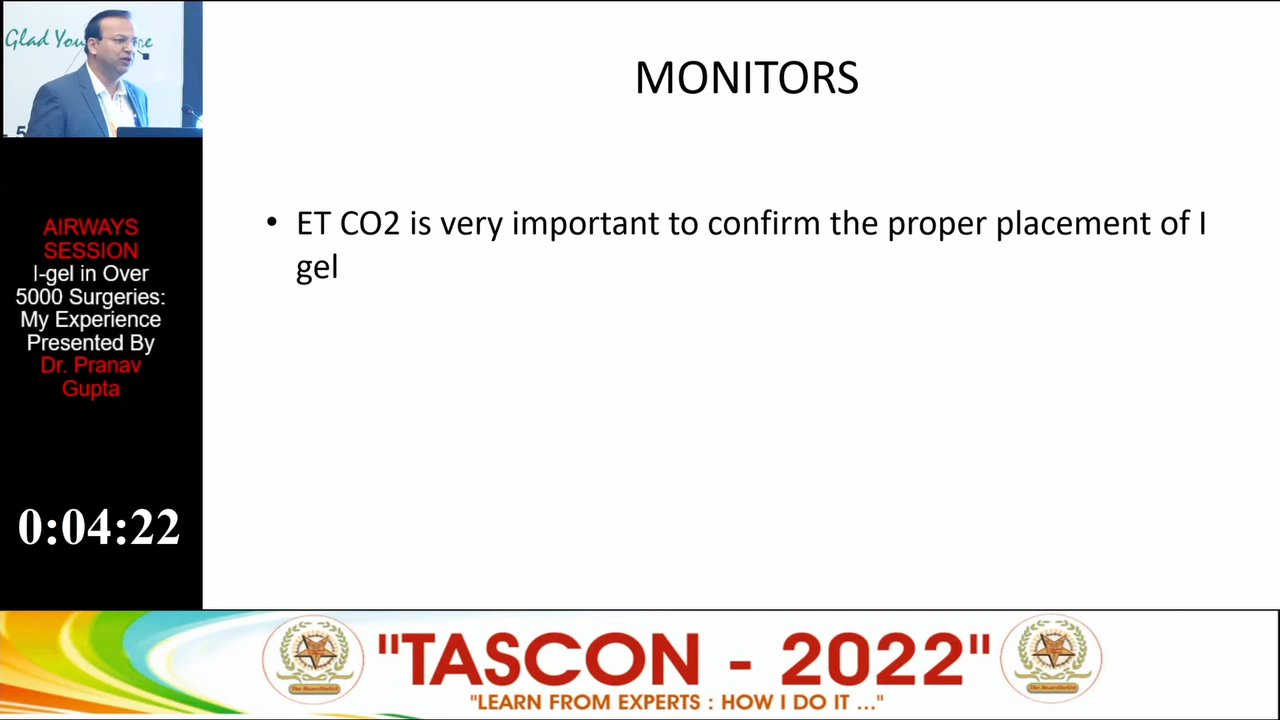 Glad You
re
5
MONITORS
• ET CO2 is very important to confirm the proper placement of I
gel
AIRWAYS
SESSION
I-gel in Over
5000 Surgeries:
My Experience
Presented By
Dr. Pranav
Gupta
0:04:22
"TASCON - 2022"
"LEARN FROM EXPERTS : HOW I DO IT ..."